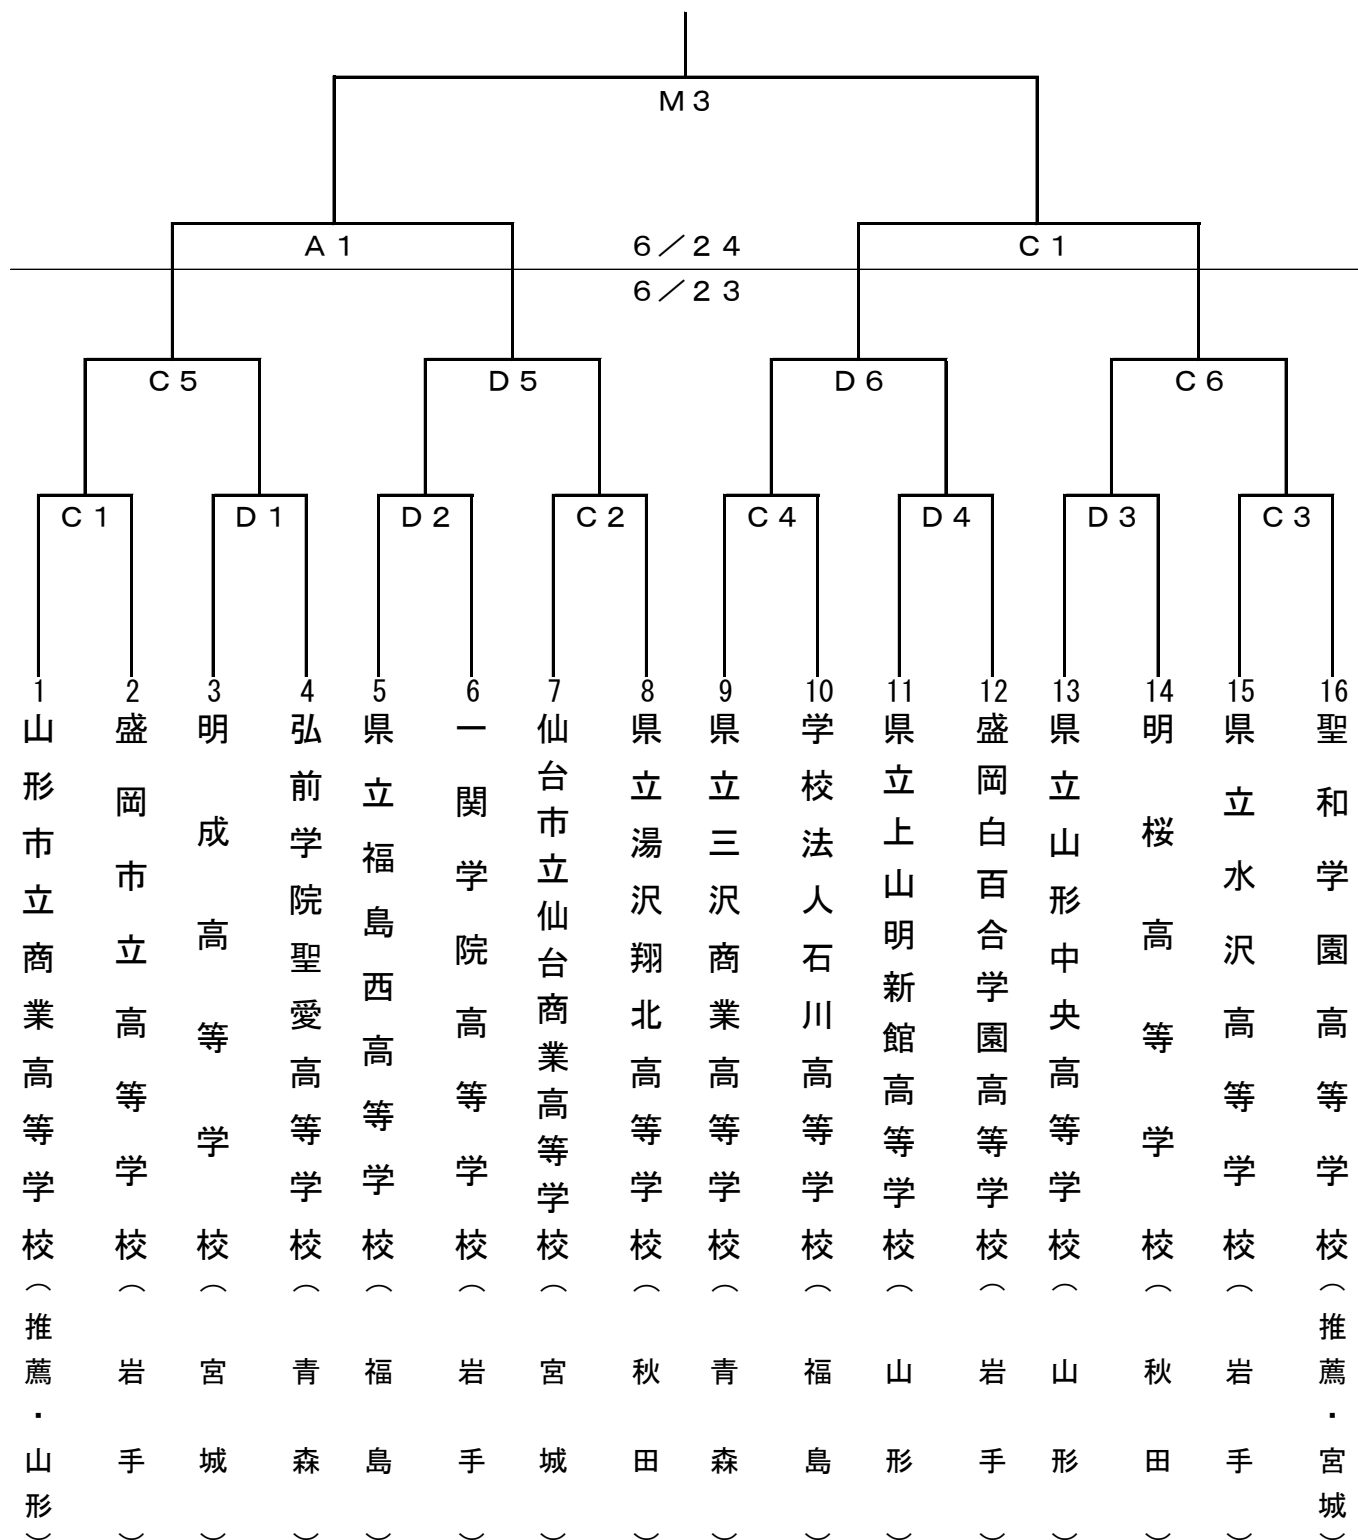 M3
A1
6／24
C1
6／23
C5
D5
D6
C6
C1
D1
D2
C2
C4
D4
D3
C3
1
2
3
4
5
6
7
8
9
10
11
12
13
14
15
16
山形市立商業高等学校（推薦・山形）
盛岡市立高等学校（岩手）
明成高等学校（宮城）
弘前学院聖愛高等学校（青森）
県立福島西高等学校（福島）
一関学院高等学校（岩手）
仙台市立仙台商業高等学校（宮城）
県立湯沢翔北高等学校（秋田）
県立三沢商業高等学校（青森）
学校法人石川高等学校（福島）
県立上山明新館高等学校（山形）
盛岡白百合学園高等学校（岩手）
県立山形中央高等学校（山形）
明桜高等学校（秋田）
県立水沢高等学校（岩手）
聖和学園高等学校（推薦・宮城）